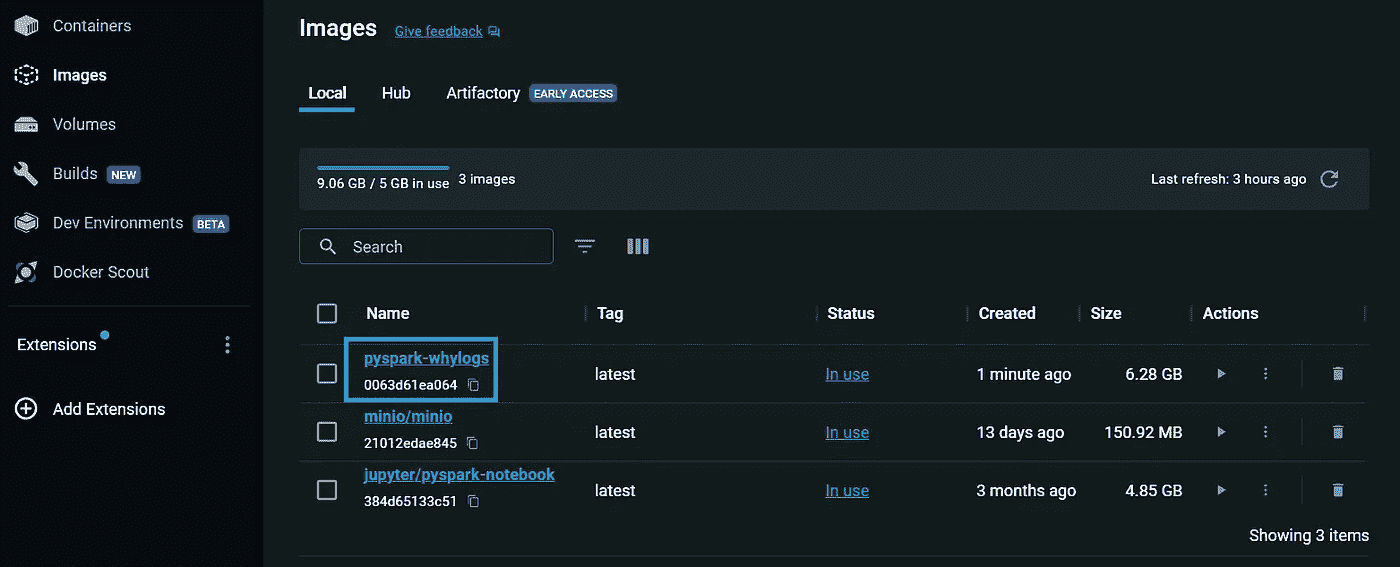 Containers
Images
Volumes
Builds NEW
Dev Environments BETA
Docker Scout
Extensions
Add Extensions
Images Give feedback
Local Hub Artifactory EARLY ACCESS
9.06 GB / 5 GB in use 3 images Last refresh: 3 hours ago
Search
Name Tag Status Created Size Actions
pyspark-whylogs
0063d61ea064 latest In use 1 minute ago 6.28 GB
minio/minio
21012edae845 latest In use 13 days ago 150.92 MB
jupyter/pyspark-notebook
384d65133c51 latest In use 3 months ago 4.85 GB
Showing 3 items